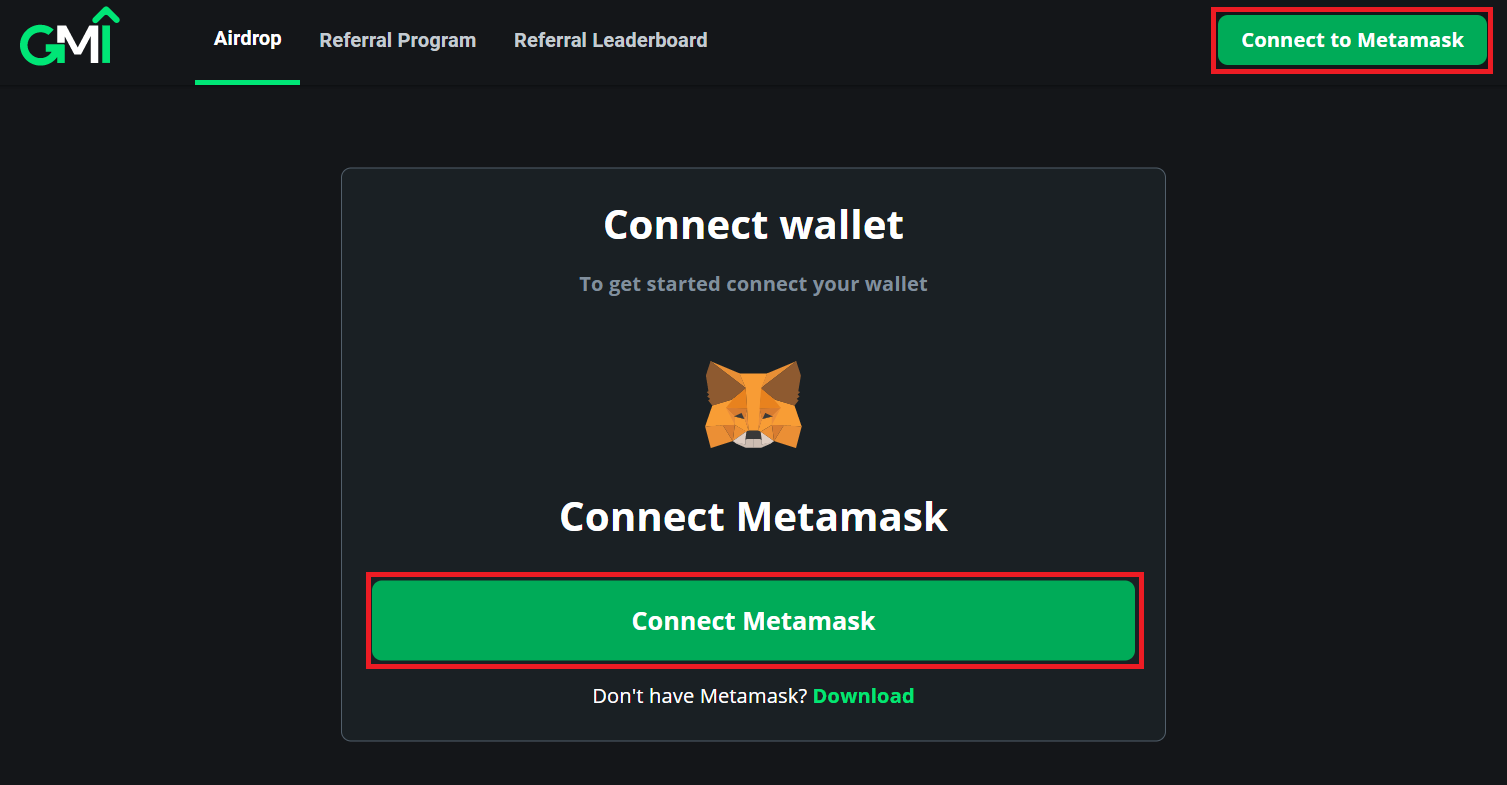 GMI
Airdrop
Referral Program
Referral Leaderboard
Connect to Metamask
Connect wallet
To get started connect your wallet
Connect Metamask
Connect Metamask
Don't have Metamask? Download